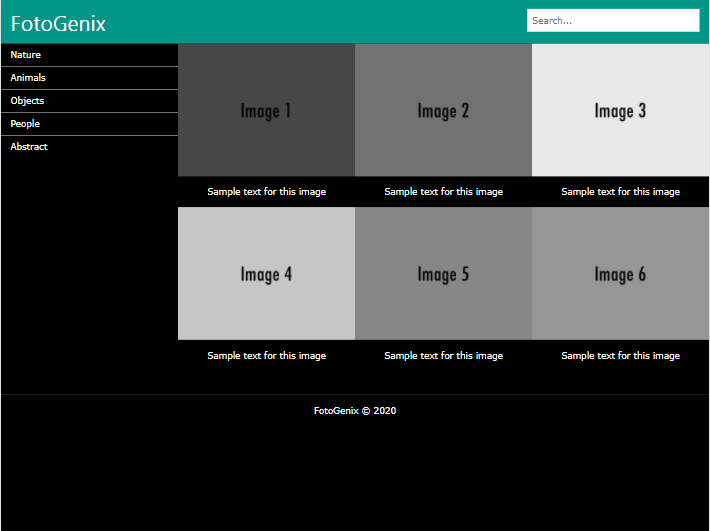 FotoGenix
Search...
Nature
Animals
Objects
People
Abstract
Image 1
Image 2
Image 3
Sample text for this image
Sample text for this image
Sample text for this image
Image 4
Image 5
Image 6
Sample text for this image
Sample text for this image
Sample text for this image
FotoGenix © 2020